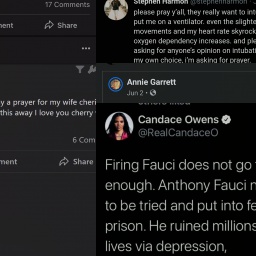 17 Comments
Share
y a prayer for my wife cheri
this away I love you cherry
6 Com
ment
Share
Stephen Harmon
please pray y'all, they really want to int
put me on a ventilator. even the slighte
movements and my heart rate skyrock
oxygen dependency increases. and ple
asking for anyone's opinion on intubati
my own choice. i'm asking for prayer.
Annie Garrett
Jun 2
Candace Owens
@RealCandaceO
Firing Fauci does not go
enough. Anthony Fauci n
to be tried and put into fe
prison. He ruined millions
lives via depression,